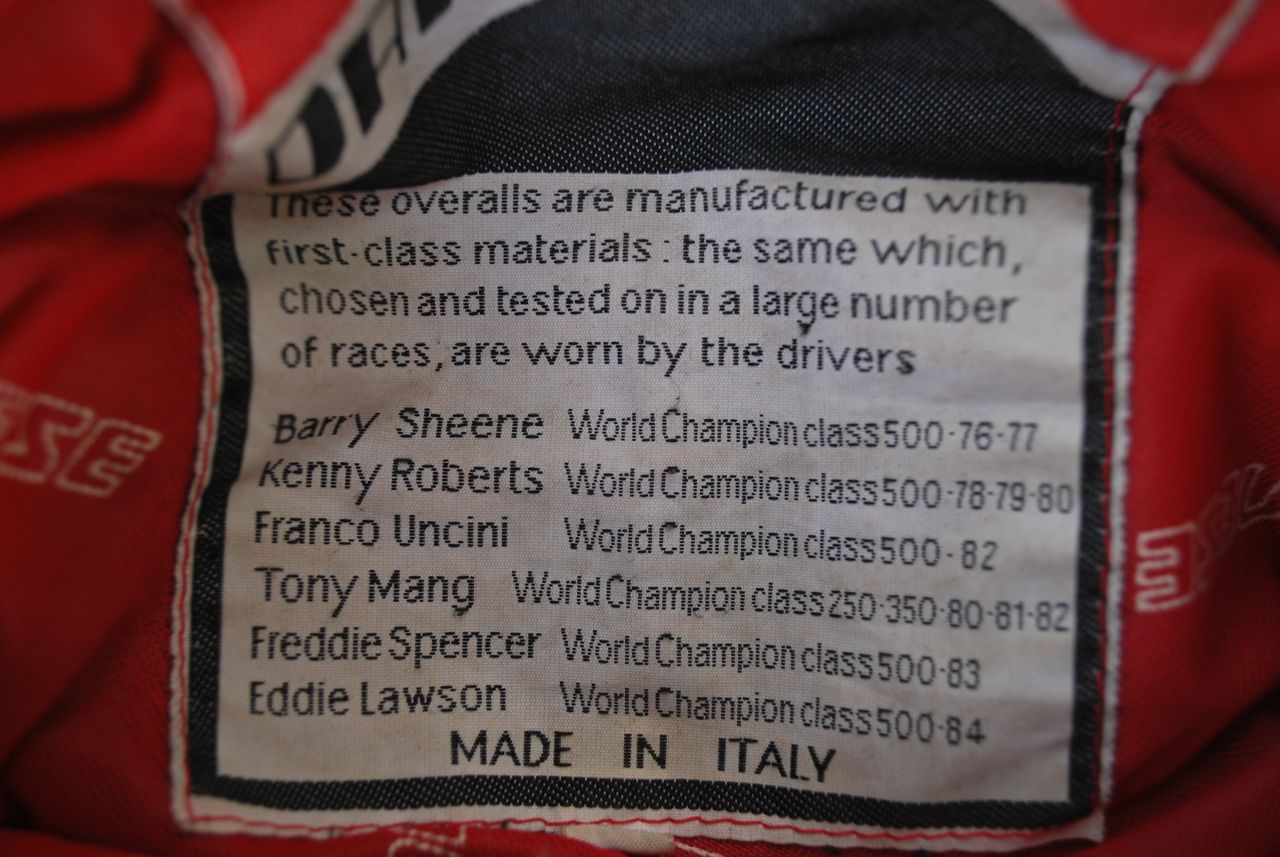 These overalls are manufactured with
first-class materials : the same which,
chosen and tested on in a large number
of races, are worn by the drivers
Barry Sheene World Champion class 500-76-77
Kenny Roberts World Champion class 500-78-79-80
Franco Uncini World Champion class 500-82
Tony Mang World Champion class 250-350-80-81-82
Freddie Spencer World Champion class 500-83
Eddie Lawson World Champion class 500-84
MADE IN ITALY